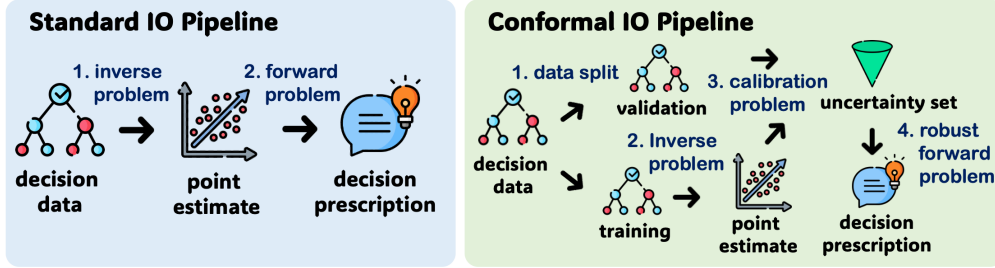 Standard IO Pipeline
1. inverse
problem
2. forward
problem
decision
data
point
estimate
decision
prescription
Conformal IO Pipeline
1. data split
decision
data
validation
training
2. Inverse
problem
point
estimate
3. calibration
problem
uncertainty set
4. robust
forward
problem
decision
prescription